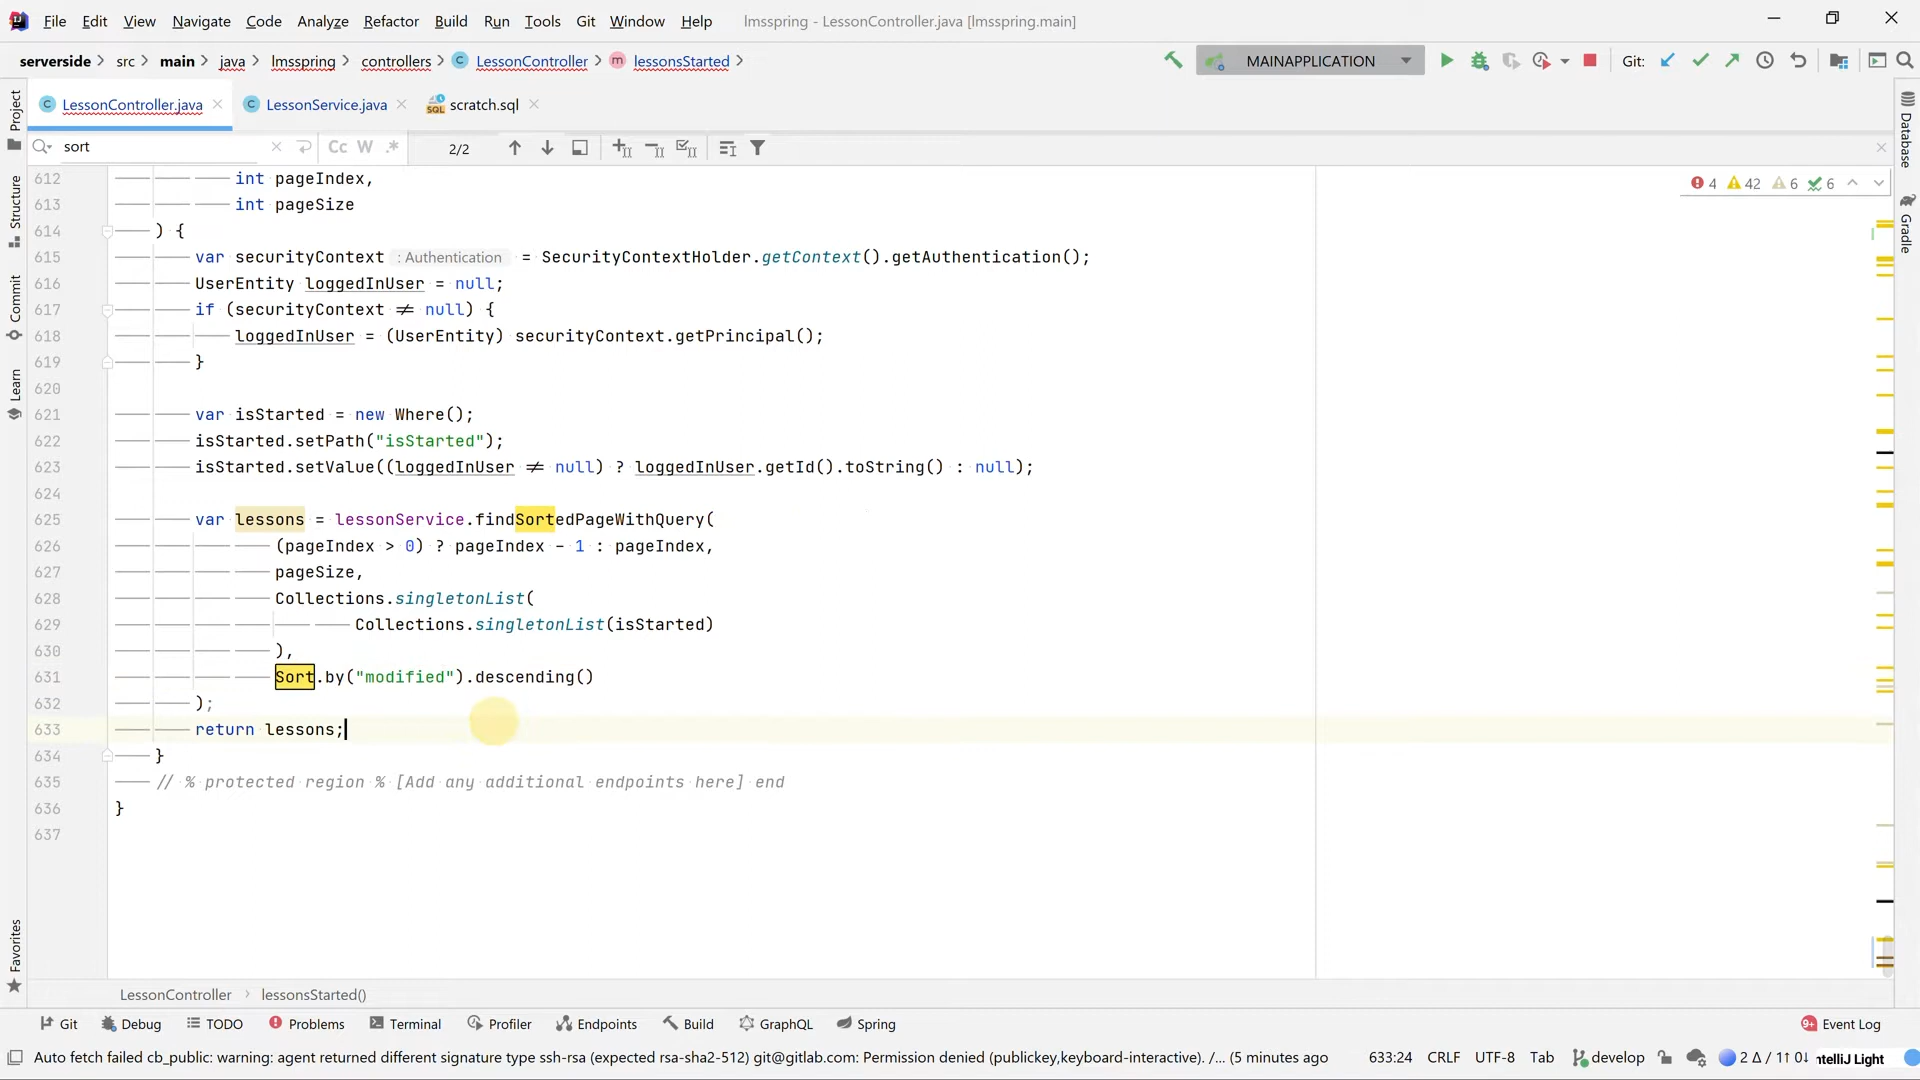 File Edit View Navigate Code Analyze Refactor Build Run Tools Git Window Help lmsspring - LessonController.java [lmsspring.main]
serverside src main java lmsspring controllers C LessonController m lessonsStarted MAINAPPLICATION Git:
C LessonController.java C LessonService.java SQL scratch.sql
sort Cc W .* 2/2
4 42 6 6
612 int pageIndex,
613 int pageSize
614 ) {
615 var securityContext : Authentication = SecurityContextHolder.getContext().getAuthentication();
616 UserEntity loggedInUser = null;
617 if (securityContext ≠ null) {
618 loggedInUser = (UserEntity) securityContext.getPrincipal();
619 }
620
621 var isStarted = new Where();
622 isStarted.setPath("isStarted");
623 isStarted.setValue((loggedInUser ≠ null) ? loggedInUser.getId().toString() : null);
624
625 var lessons = lessonService.findSortedPageWithQuery(
626 (pageIndex > 0) ? pageIndex - 1 : pageIndex,
627 pageSize,
628 Collections.singletonList(
629 Collections.singletonList(isStarted)
630 ),
631 Sort.by("modified").descending()
632 );
633 return lessons;
634 }
635 // % protected region % [Add any additional endpoints here] end
636 }
637
Project
Structure
Commit
Learn
Favorites
Database
Gradle
LessonController lessonsStarted()
Git Debug TODO Problems Terminal Profiler Endpoints Build GraphQL Spring 9+ Event Log
Auto fetch failed cb_public: warning: agent returned different signature type ssh-rsa (expected rsa-sha2-512) git@gitlab.com: Permission denied (publickey,keyboard-interactive). /... (5 minutes ago 633:24 CRLF UTF-8 Tab develop 2 Δ / 1↑ 0↓ ntelliJ Light